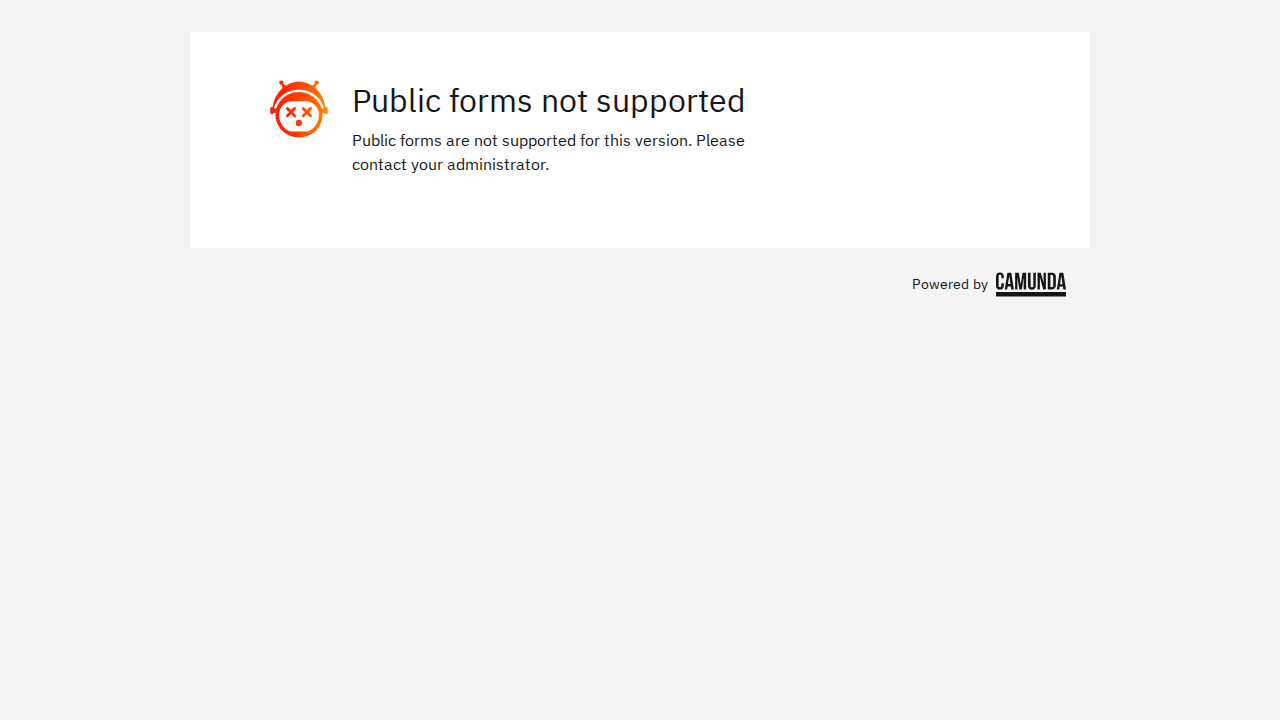 Public forms not supported
Public forms are not supported for this version. Please
contact your administrator.
Powered by CAMUNDA